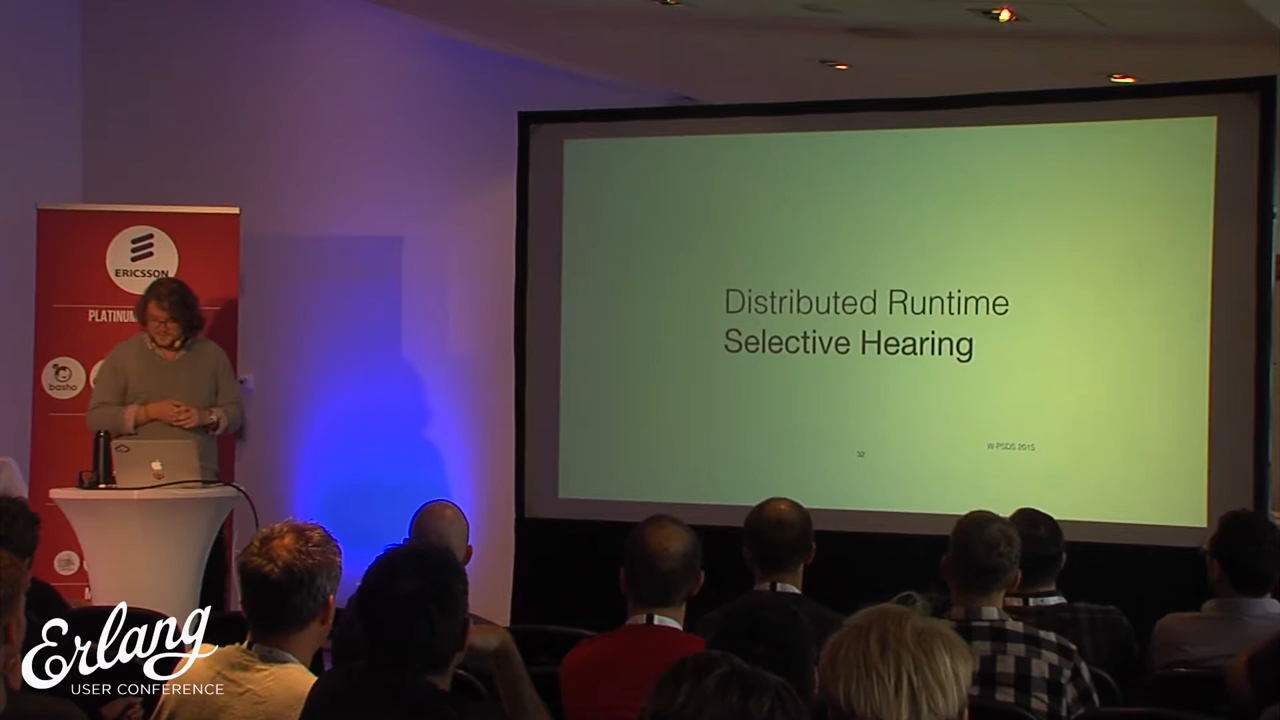 ERICSSON
PLATINUM
basho
Distributed Runtime
Selective Hearing
32
W-PSDS 2015
Erlang
USER CONFERENCE